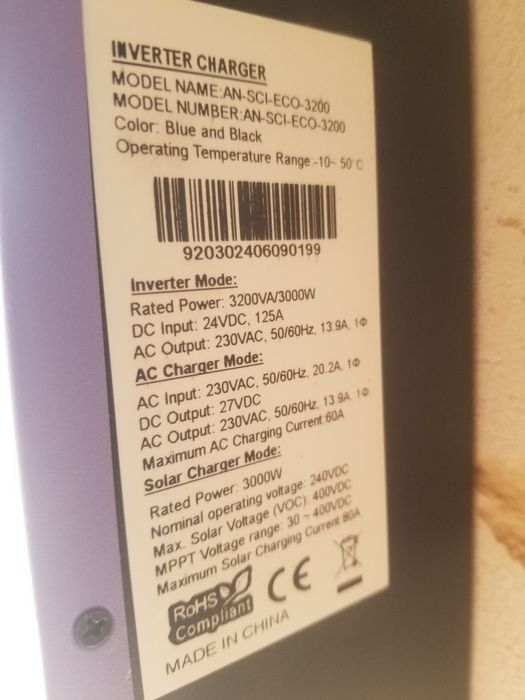 INVERTER CHARGER
MODEL NAME:AN-SCI-ECO-3200
MODEL NUMBER:AN-SCI-ECO-3200
Color: Blue and Black
Operating Temperature Range -10~ 50°C
920302406090199
Inverter Mode:
Rated Power: 3200VA/3000W
DC Input: 24VDC, 125A
AC Output: 230VAC, 50/60Hz, 13.9A, 1Φ
AC Charger Mode:
AC Input: 230VAC, 50/60Hz, 20.2A, 1Φ
DC Output: 27VDC
AC Output: 230VAC, 50/60Hz, 13.9A, 1Φ
Maximum AC Charging Current:60A
Solar Charger Mode:
Rated Power: 3000W
Nominal operating voltage: 240VDC
Max. Solar Voltage (VOC): 400VDC
MPPT Voltage range: 30 ~ 400VDC
Maximum Solar Charging Current 80A
RoHS
Compliant
CE
MADE IN CHINA